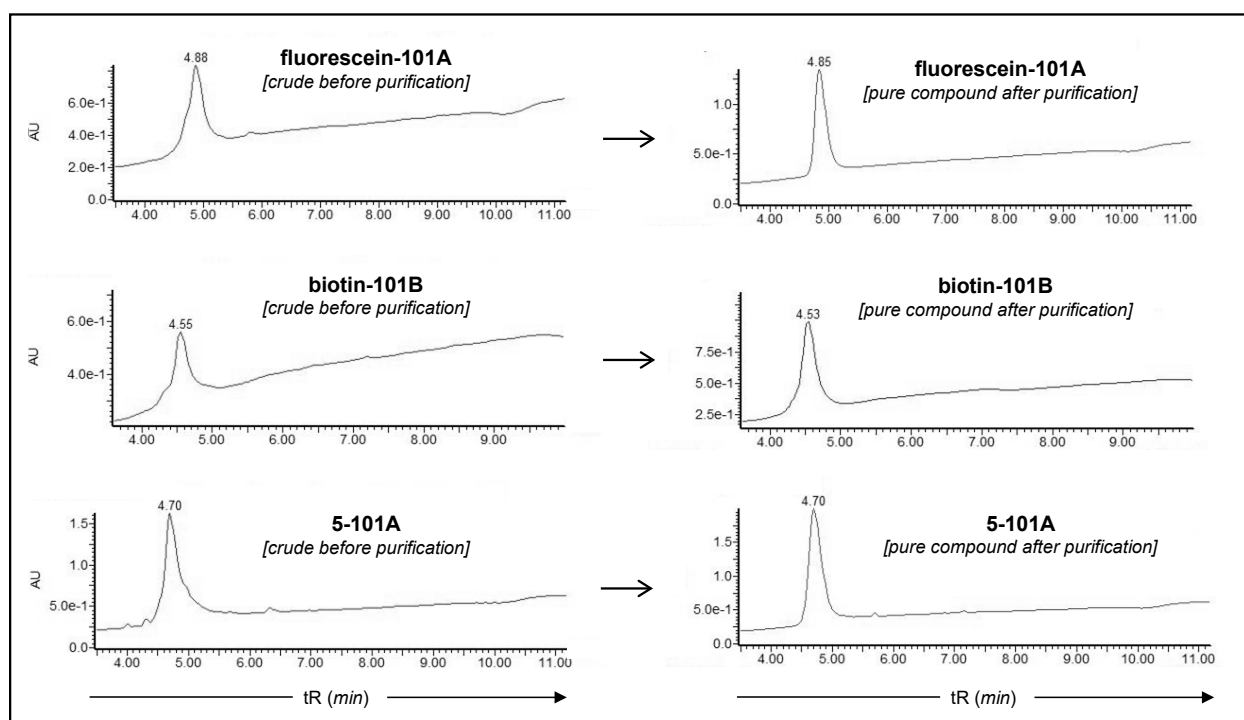 fluorescein-101A
[crude before purification]
4.88
AU
6.0e-1
4.0e-1
2.0e-1
0.0
4.00 5.00 6.00 7.00 8.00 9.00 10.00 11.00
fluorescein-101A
[pure compound after purification]
4.85
1.0
5.0e-1
0.0
4.00 5.00 6.00 7.00 8.00 9.00 10.00 11.00
biotin-101B
[crude before purification]
4.55
AU
6.0e-1
4.0e-1
4.00 5.00 6.00 7.00 8.00 9.00
biotin-101B
[pure compound after purification]
4.53
7.5e-1
5.0e-1
2.5e-1
4.00 5.00 6.00 7.00 8.00 9.00
5-101A
[crude before purification]
4.70
AU
1.5
1.0
5.0e-1
0.0
4.00 5.00 6.00 7.00 8.00 9.00 10.00 11.00
5-101A
[pure compound after purification]
4.70
1.5
1.0
5.0e-1
0.0
4.00 5.00 6.00 7.00 8.00 9.00 10.00 11.00
tR (min)
tR (min)